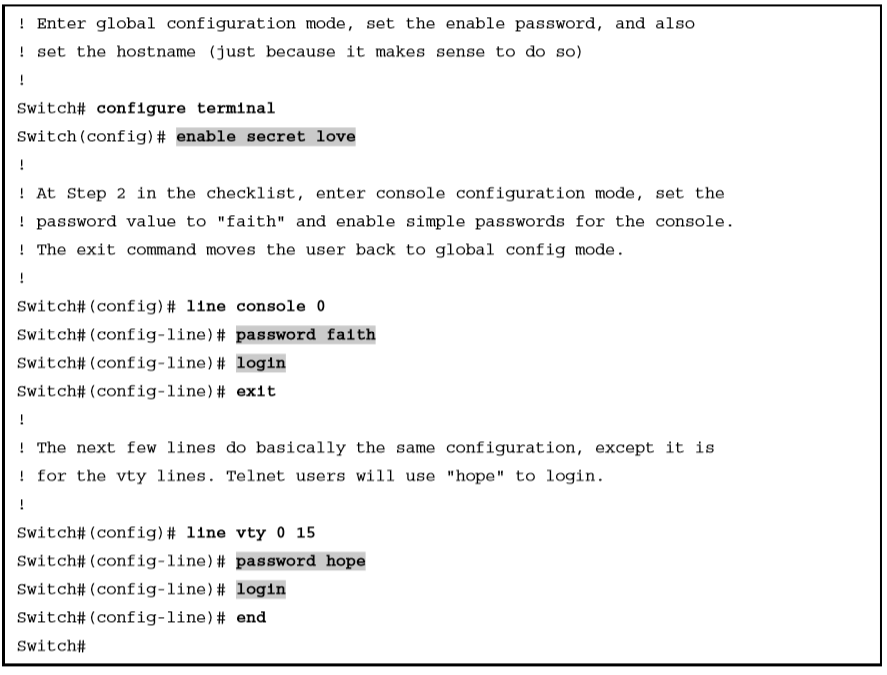 ! Enter global configuration mode, set the enable password, and also
! set the hostname (just because it makes sense to do so)
!
Switch# configure terminal
Switch(config)# enable secret love
!
! At Step 2 in the checklist, enter console configuration mode, set the
! password value to "faith" and enable simple passwords for the console.
! The exit command moves the user back to global config mode.
!
Switch#(config)# line console 0
Switch#(config-line)# password faith
Switch#(config-line)# login
Switch#(config-line)# exit
!
! The next few lines do basically the same configuration, except it is
! for the vty lines. Telnet users will use "hope" to login.
!
Switch#(config)# line vty 0 15
Switch#(config-line)# password hope
Switch#(config-line)# login
Switch#(config-line)# end
Switch#